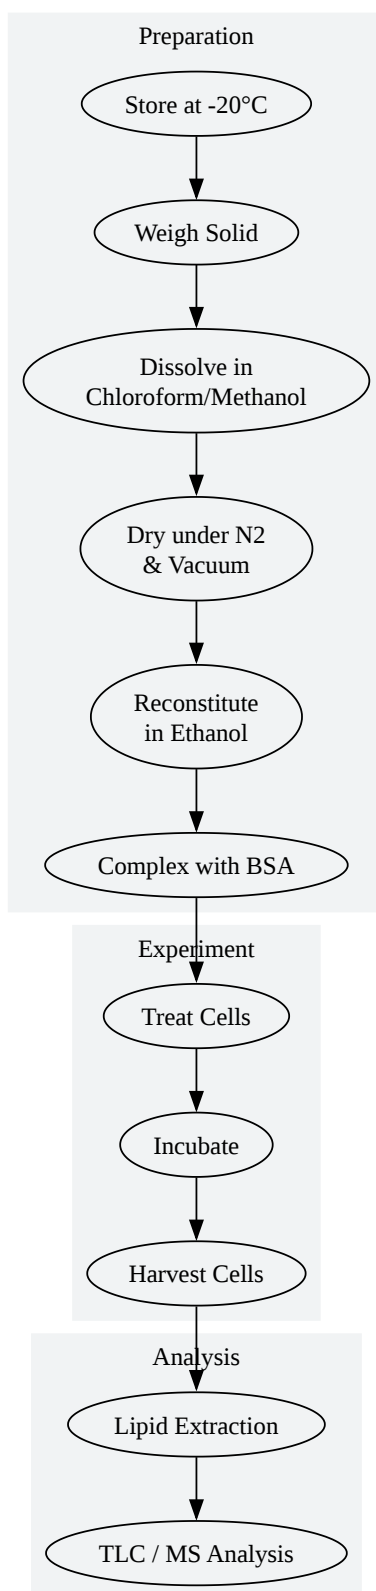 Preparation
Store at -20°C
Weigh Solid
Dissolve in
Chloroform/Methanol
Dry under N2
& Vacuum
Reconstitute
in Ethanol
Complex with BSA
Experiment
Treat Cells
Incubate
Harvest Cells
Analysis
Lipid Extraction
TLC / MS Analysis